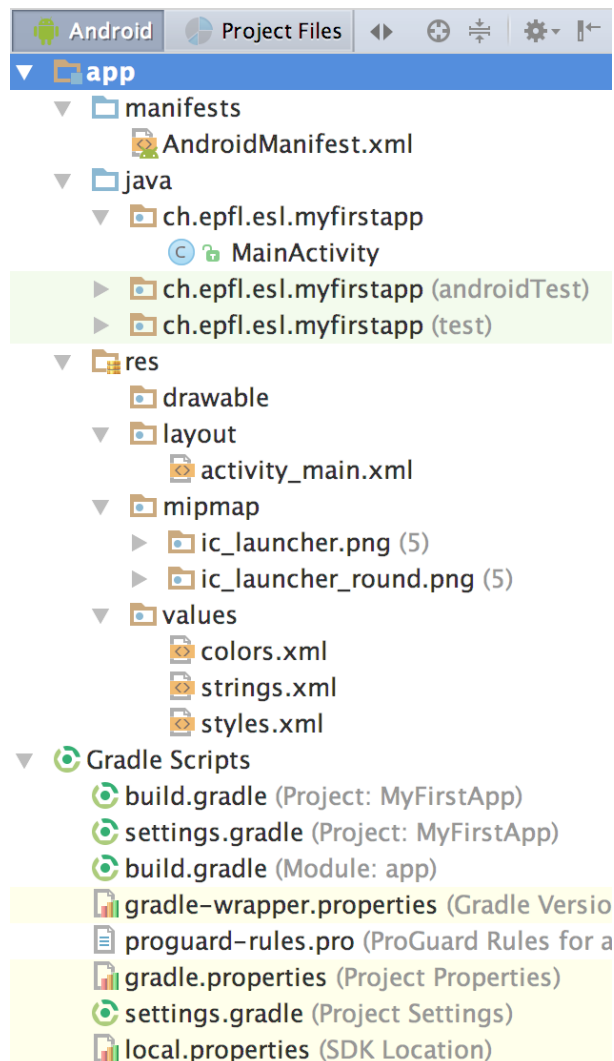 Android Project Files
app
manifests
AndroidManifest.xml
java
ch.epfl.esl.myfirstapp
C MainActivity
ch.epfl.esl.myfirstapp (androidTest)
ch.epfl.esl.myfirstapp (test)
res
drawable
layout
activity_main.xml
mipmap
ic_launcher.png (5)
ic_launcher_round.png (5)
values
colors.xml
strings.xml
styles.xml
Gradle Scripts
build.gradle (Project: MyFirstApp)
settings.gradle (Project: MyFirstApp)
build.gradle (Module: app)
gradle-wrapper.properties (Gradle Versio
proguard-rules.pro (ProGuard Rules for a
gradle.properties (Project Properties)
settings.gradle (Project Settings)
local.properties (SDK Location)